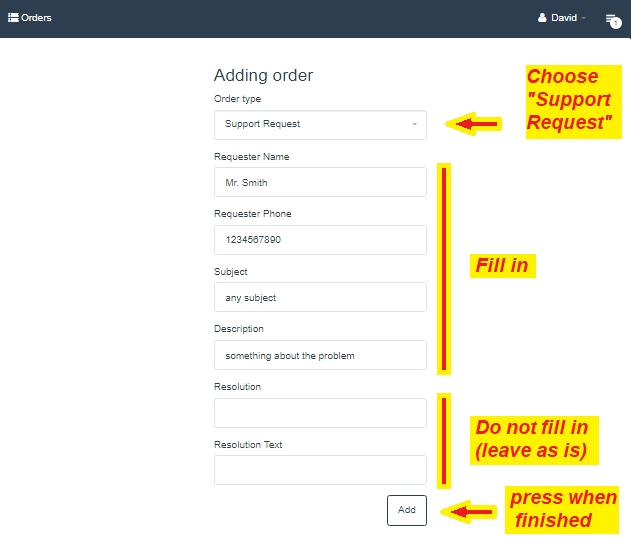 Orders
David
1
Adding order
Order type
Choose
"Support
Request"
Support Request
Requester Name
Mr. Smith
Requester Phone
1234567890
Fill in
Subject
any subject
Description
something about the problem
Resolution
Do not fill in
(leave as is)
Resolution Text
press when
finished
Add